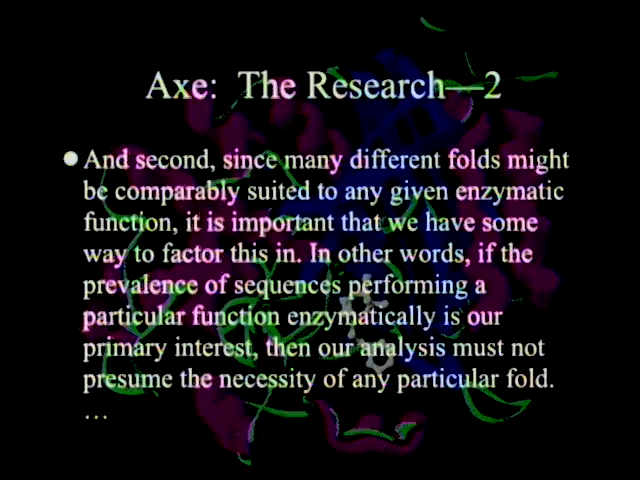 Axe: The Research—2
And second, since many different folds might
be comparably suited to any given enzymatic
function, it is important that we have some
way to factor this in. In other words, if the
prevalence of sequences performing a
particular function enzymatically is our
primary interest, then our analysis must not
presume the necessity of any particular fold.
…